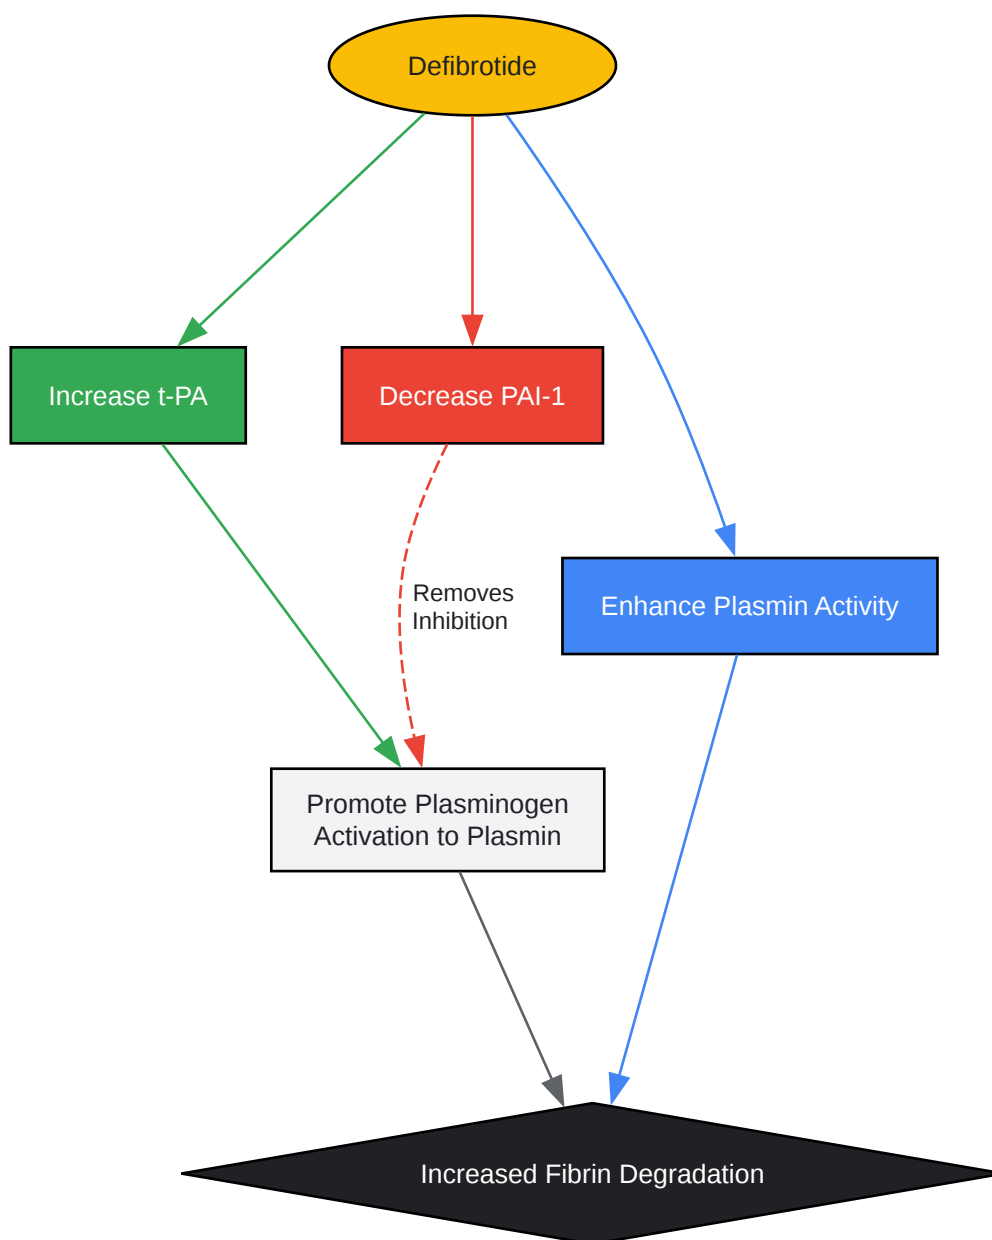 Defibrotide
Increase t-PA
Decrease PAI-1
Removes
Inhibition
Enhance Plasmin Activity
Promote Plasminogen
Activation to Plasmin
Increased Fibrin Degradation